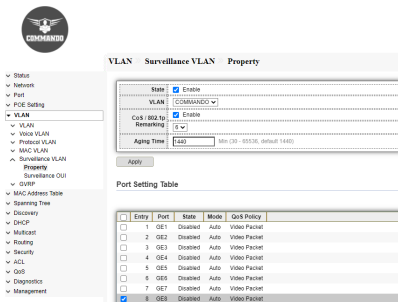 COMMANDO
VLAN Surveillance VLAN Property
Status
Network
Port
POE Setting
VLAN
VLAN
Voice VLAN
Protocol VLAN
MAC VLAN
Surveillance VLAN
Property
Surveillance OUI
GVRP
MAC Address Table
Spanning Tree
Discovery
DHCP
Multicast
Routing
Security
ACL
QoS
Diagnostics
Management
State Enable
VLAN COMMANDO
CoS / 802.1p Enable
Remarking 6
Aging Time 1440 Min (30 - 65536, default 1440)
Apply
Port Setting Table
Entry Port State Mode QoS Policy
1 GE1 Disabled Auto Video Packet
2 GE2 Disabled Auto Video Packet
3 GE3 Disabled Auto Video Packet
4 GE4 Disabled Auto Video Packet
5 GE5 Disabled Auto Video Packet
6 GE6 Disabled Auto Video Packet
7 GE7 Disabled Auto Video Packet
8 GE8 Disabled Auto Video Packet